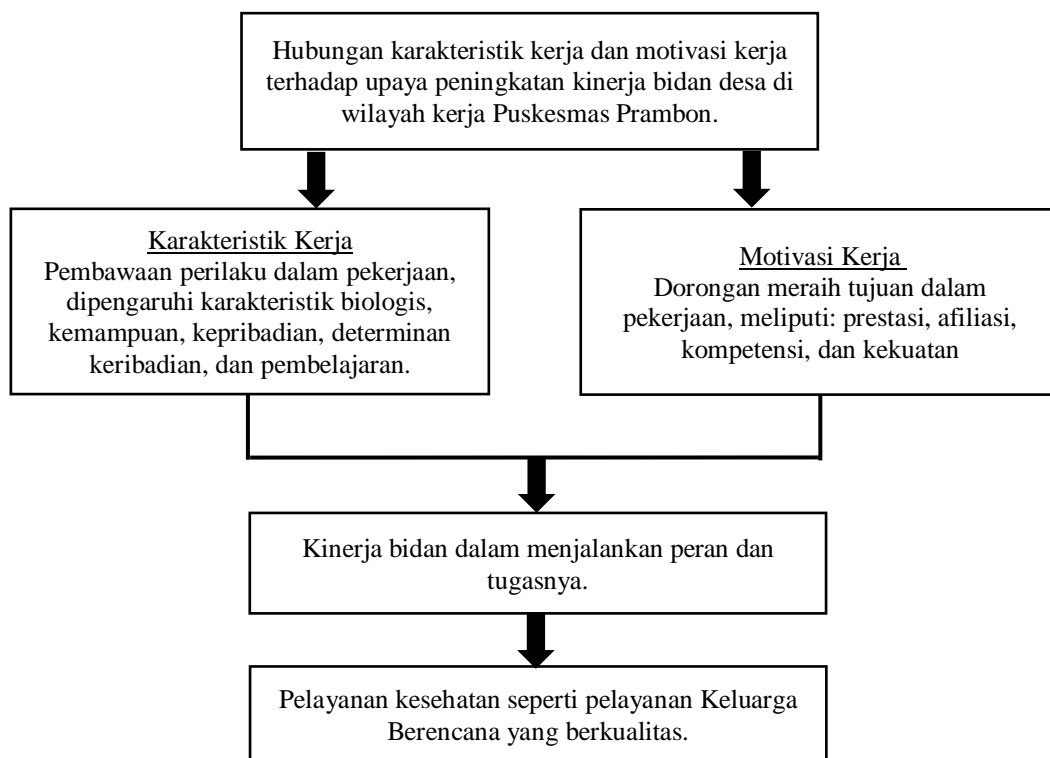 Hubungan karakteristik kerja dan motivasi kerja
terhadap upaya peningkatan kinerja bidan desa di
wilayah kerja Puskesmas Prambon.
Karakteristik Kerja
Pembawaan perilaku dalam pekerjaan,
dipengaruhi karakteristik biologis,
kemampuan, kepribadian, determinan
keribadian, dan pembelajaran.
Motivasi Kerja
Dorongan meraih tujuan dalam
pekerjaan, meliputi: prestasi, afiliasi,
kompetensi, dan kekuatan
Kinerja bidan dalam menjalankan peran dan
tugasnya.
Pelayanan kesehatan seperti pelayanan Keluarga
Berencana yang berkualitas.